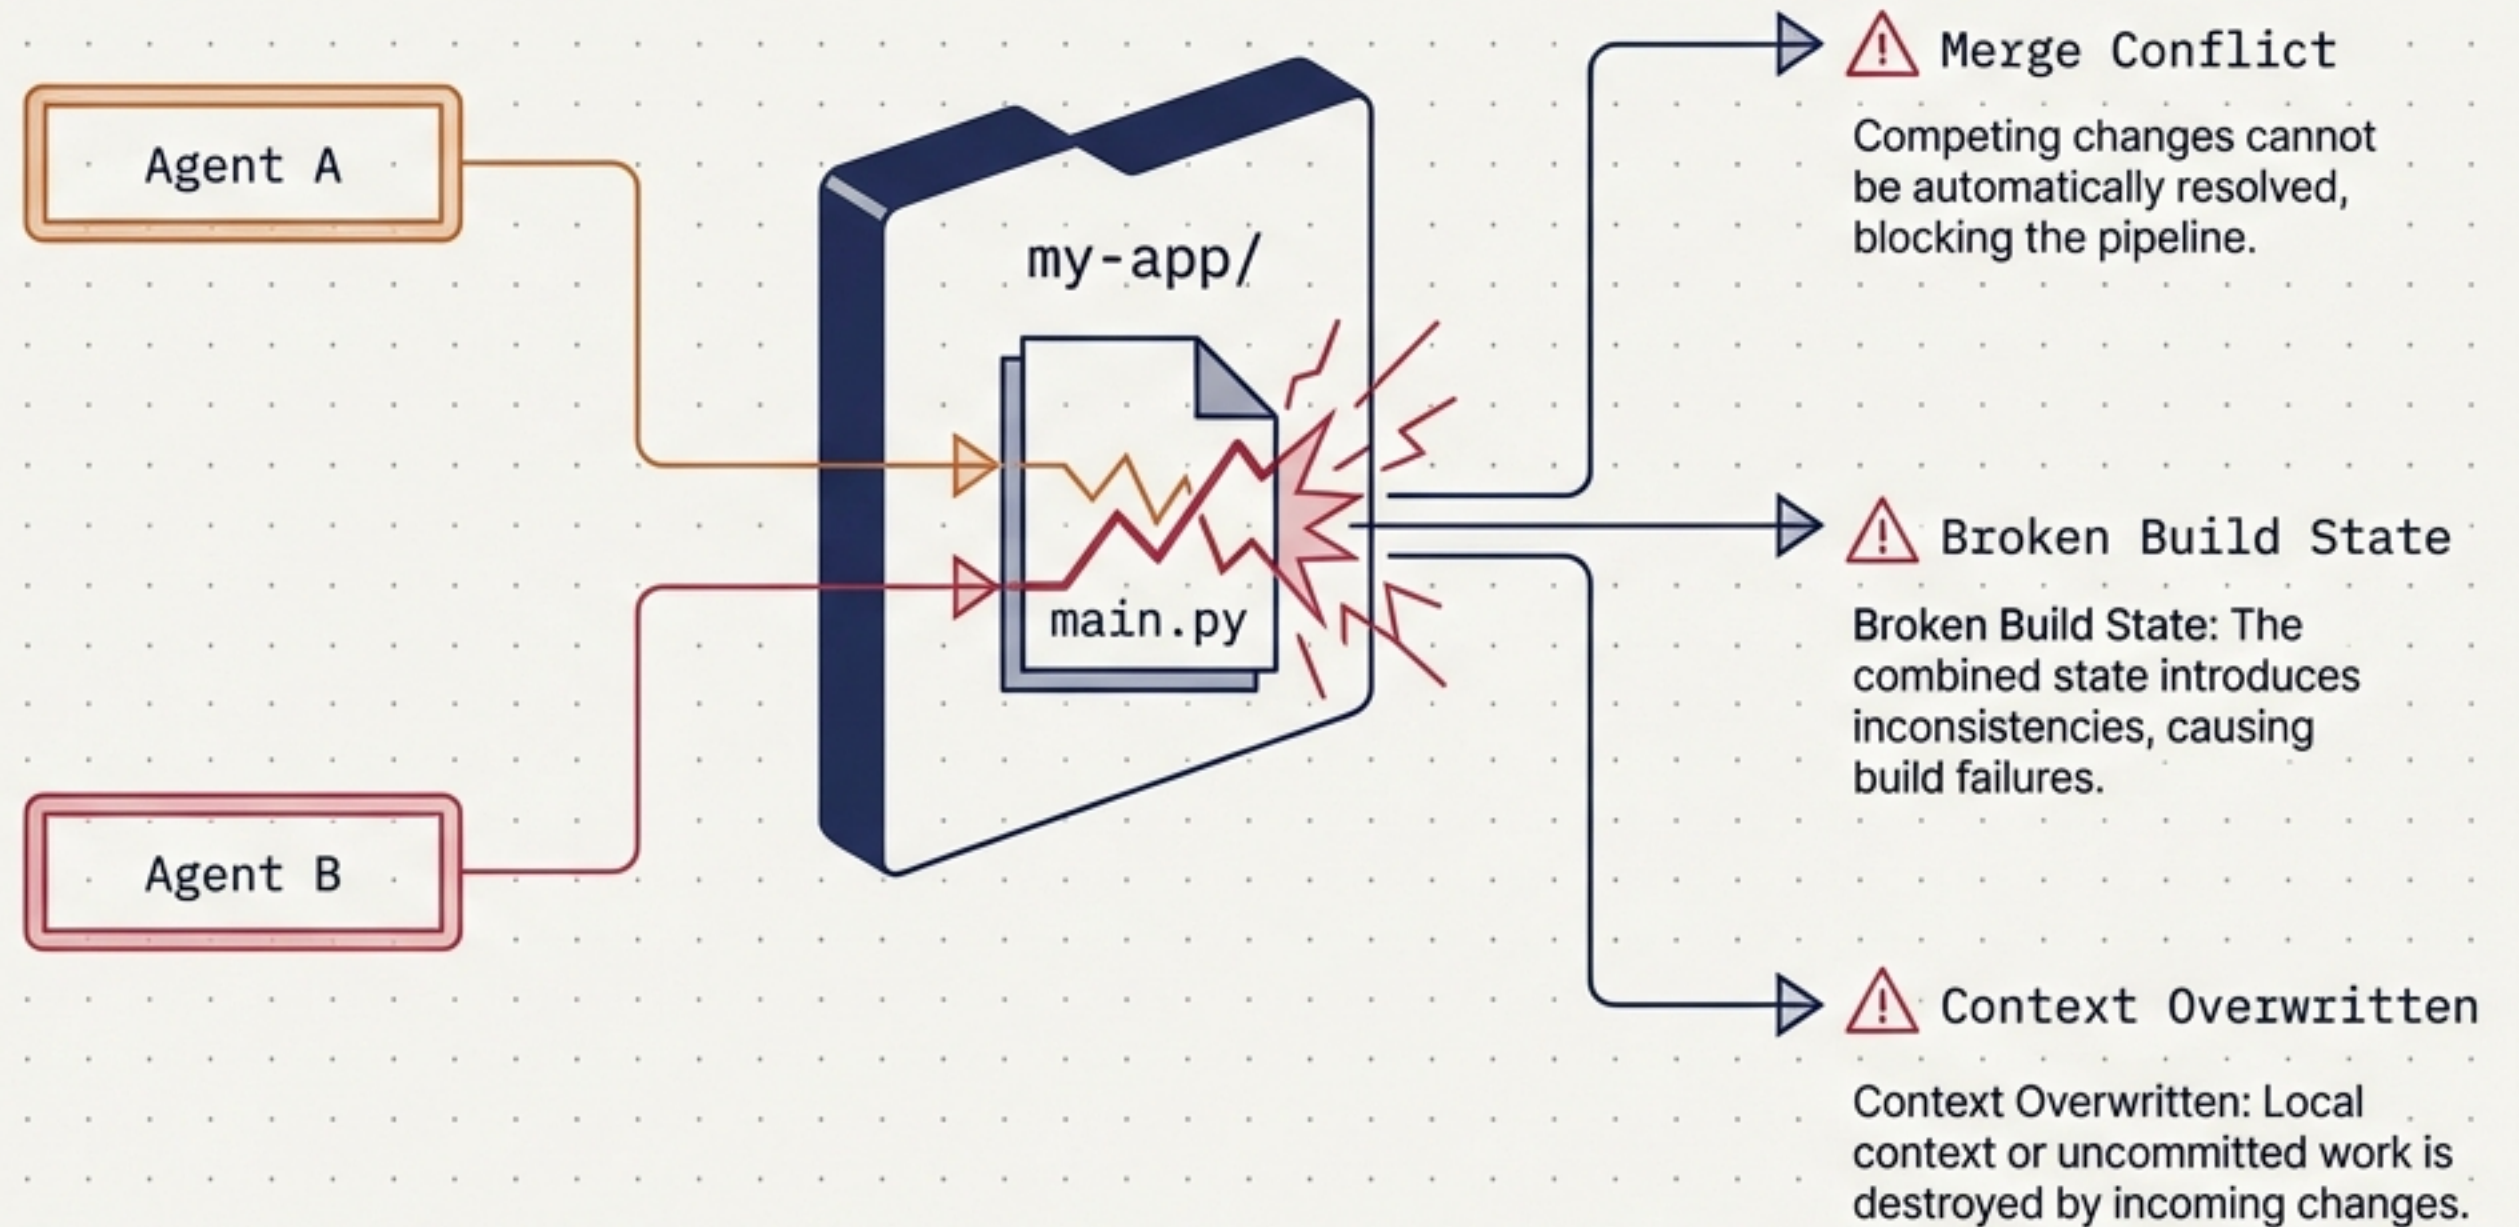 Agent A
Agent B
my-app/
main.py
Merge Conflict
Competing changes cannot
be automatically resolved,
blocking the pipeline.
Broken Build State
Broken Build State: The
combined state introduces
inconsistencies, causing
build failures.
Context Overwritten
Context Overwritten: Local
context or uncommitted work is
destroyed by incoming changes.